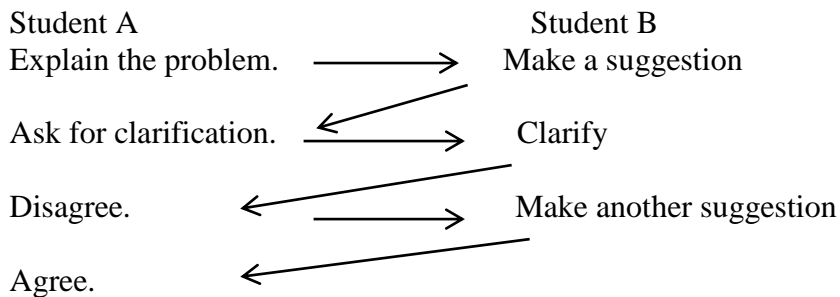 Student A Student B
Explain the problem. Make a suggestion
Ask for clarification. Clarify
Disagree. Make another suggestion
Agree.